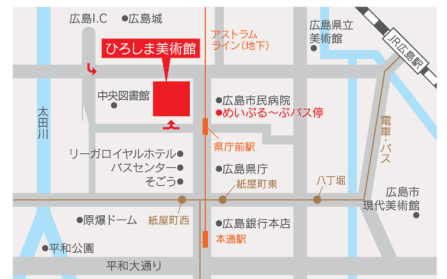 広島I.C
●広島城
アストラム
ライン(地下)
広島県立
美術館
JR広島駅
ひろしま美術館
中央図書館
●広島市民病院
●めいぷる～ぷバス停
太田川
県庁前駅
電車・バス
リーガロイヤルホテル●
バスセンター●
そごう●
●広島県庁
紙屋町東
八丁堀
広島市
現代美術館
●原爆ドーム
紙屋町西
●広島銀行本店
本通駅
●平和公園
平和大通り